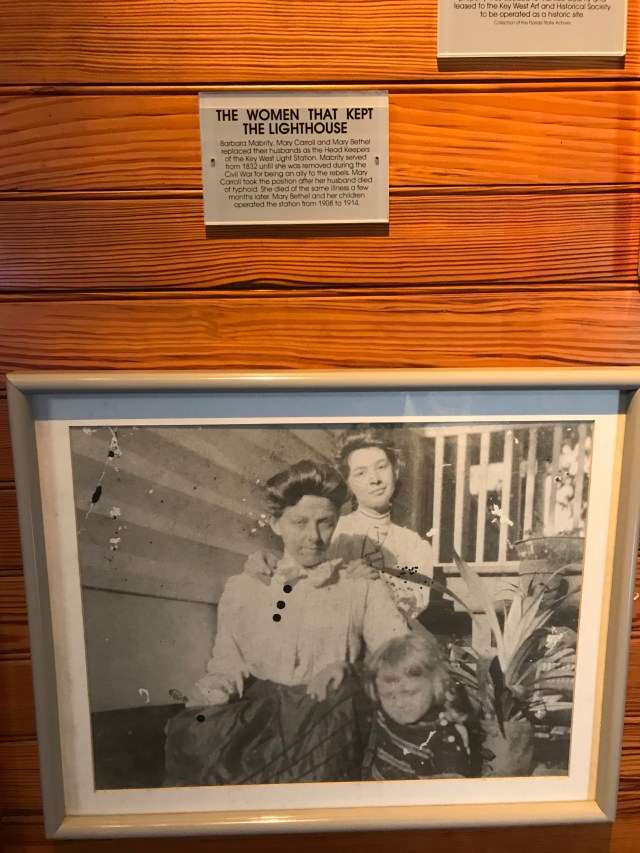 leased to the Key West Art and Historical Society
to be operated as a historic site.
Collection of the Florida State Archives
THE WOMEN THAT KEPT
THE LIGHTHOUSE
Barbara Mabrity, Mary Carroll and Mary Bethel
replaced their husbands as the Head Keepers
of the Key West Light Station. Mabrity served
from 1832 until she was removed during the
Civil War for being an ally to the rebels. Mary
Carroll took the position after her husband died
of typhoid. She died of the same illness a few
months later. Mary Bethel and her children
operated the station from 1908 to 1914.